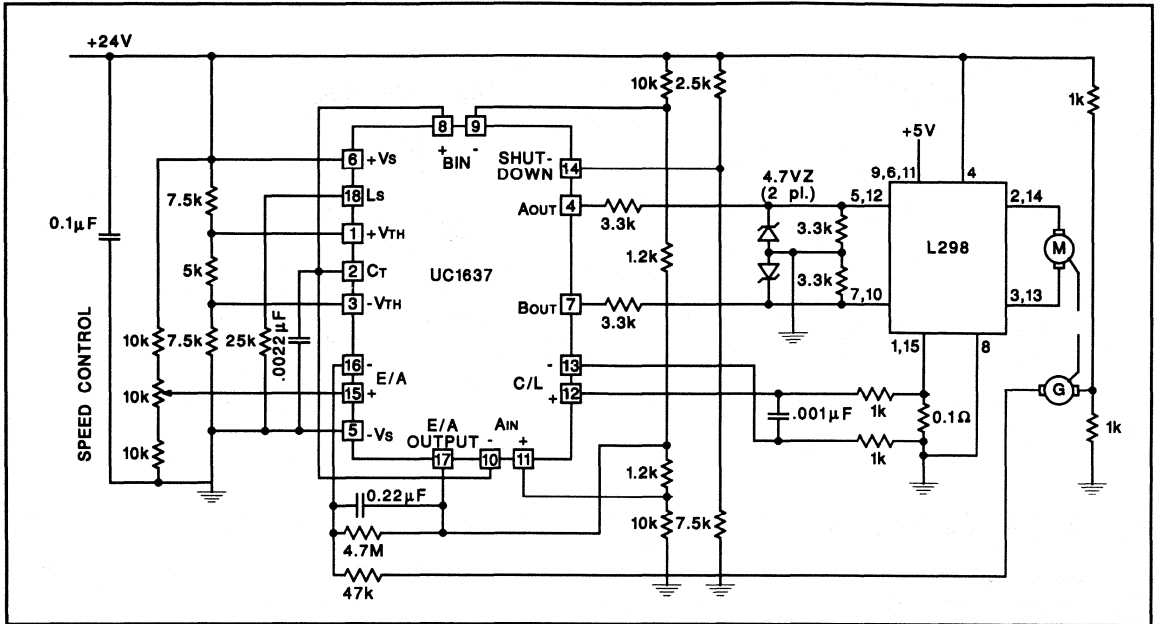 +24V
10k 2.5k
1k
8 9
+ BIN -
+5V
6 +VS
SHUT-
DOWN 14
9,6,11 4
18 LS
4.7VZ
(2 pl.)
7.5k
AOUT 4
5,12 2,14
0.1μF
3.3k
3.3k
1 +VTH
L298
M
5k
2 CT
UC1637
1.2k
3 -VTH
3.3k
BOUT 7
7,10 3,13
3.3k
SPEED CONTROL
10k 7.5k 25k .0022μF
16 -
E/A
15 +
- 13
C/L
+ 12
1,15 8
10k
1k
G
.001μF
0.1Ω
5 -VS
E/A
OUTPUT
AIN
- +
17 10 11
1k
1k
10k
1.2k
0.22μF
10k 7.5k
4.7M
47k